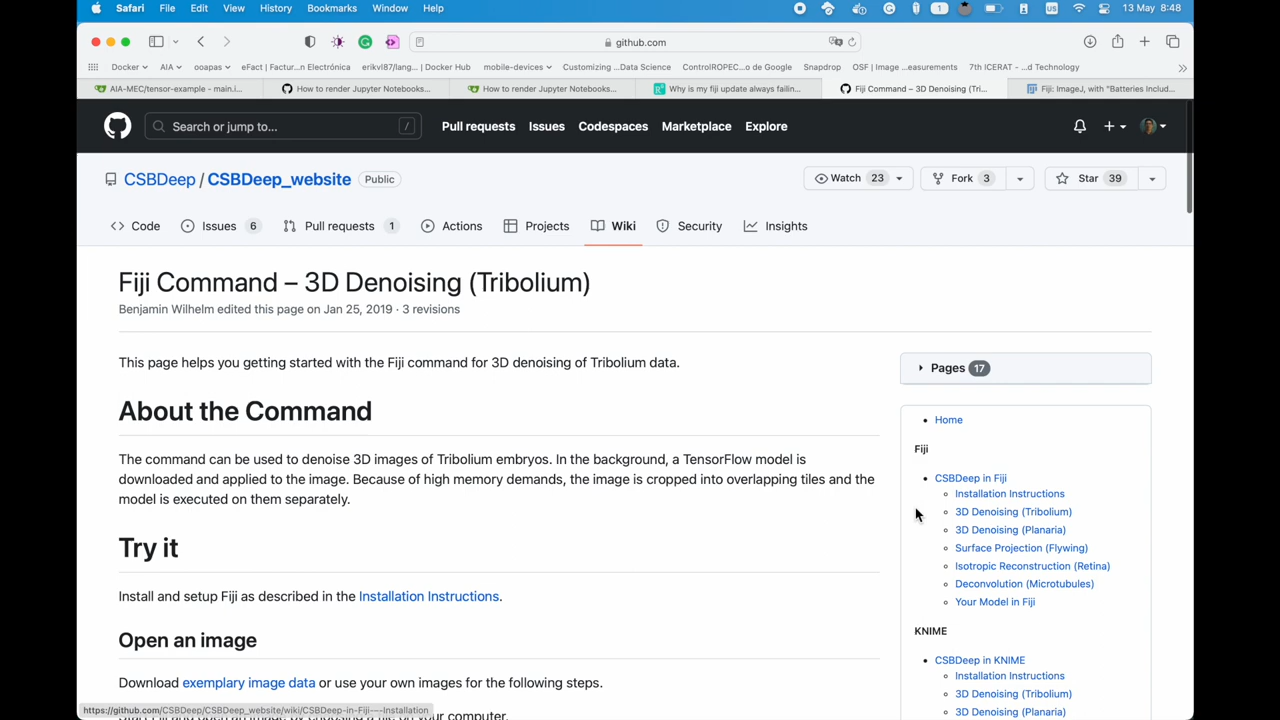 Safari File Edit View History Bookmarks Window Help
1
US
13 May 8:48
github.com
Docker
AIA
ooapas
eFact | Factur...n Electrónica
erikvl87/lang... | Docker Hub
mobile-devices
Customizing ...Data Science
ControlROPEC...o de Google
Snapdrop
OSF | Image ...easurements
7th ICERAT - ...d Technology
AIA-MEC/tensor-example - main.i...
How to render Jupyter Notebooks...
How to render Jupyter Notebooks...
Why is my fiji update always failin...
Fiji Command – 3D Denoising (Tri...
Fiji: ImageJ, with "Batteries Includ...
Search or jump to...
/
Pull requests
Issues
Codespaces
Marketplace
Explore
CSBDeep / CSBDeep_website
Public
Watch 23
Fork 3
Star 39
Code
Issues 6
Pull requests 1
Actions
Projects
Wiki
Security
Insights
Fiji Command – 3D Denoising (Tribolium)
Benjamin Wilhelm edited this page on Jan 25, 2019 · 3 revisions
This page helps you getting started with the Fiji command for 3D denoising of Tribolium data.
About the Command
The command can be used to denoise 3D images of Tribolium embryos. In the background, a TensorFlow model is
downloaded and applied to the image. Because of high memory demands, the image is cropped into overlapping tiles and the
model is executed on them separately.
Try it
Install and setup Fiji as described in the Installation Instructions.
Open an image
Download exemplary image data or use your own images for the following steps.
Pages 17
Home
Fiji
CSBDeep in Fiji
Installation Instructions
3D Denoising (Tribolium)
3D Denoising (Planaria)
Surface Projection (Flywing)
Isotropic Reconstruction (Retina)
Deconvolution (Microtubules)
Your Model in Fiji
KNIME
CSBDeep in KNIME
Installation Instructions
3D Denoising (Tribolium)
3D Denoising (Planaria)
https://github.com/CSBDeep/CSBDeep_website/wiki/CSBDeep-in-Fiji-–-Installation
your computer.